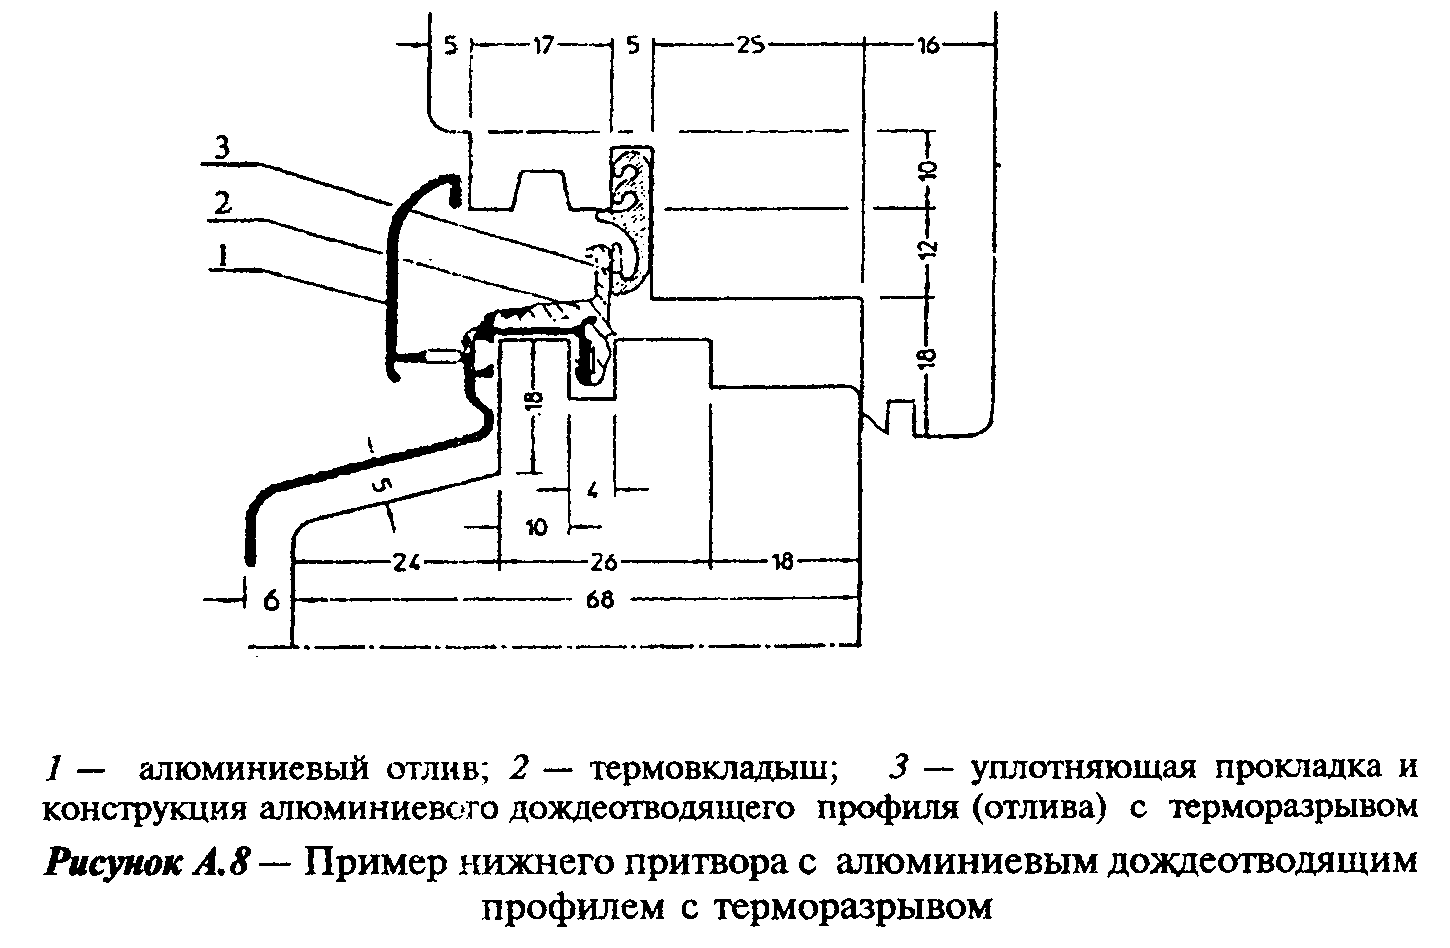 5 17 5 25 16
10
3
2
12
1
18
18
5
4
10
24 26 18
6 68
1 — алюминиевый отлив; 2 — термовкладыш; 3 — уплотняющая прокладка и
конструкция алюминиевого дождеотводящего профиля (отлива) с терморазрывом
Рисунок А.8 — Пример нижнего притвора с алюминиевым дождеотводящим
профилем с терморазрывом